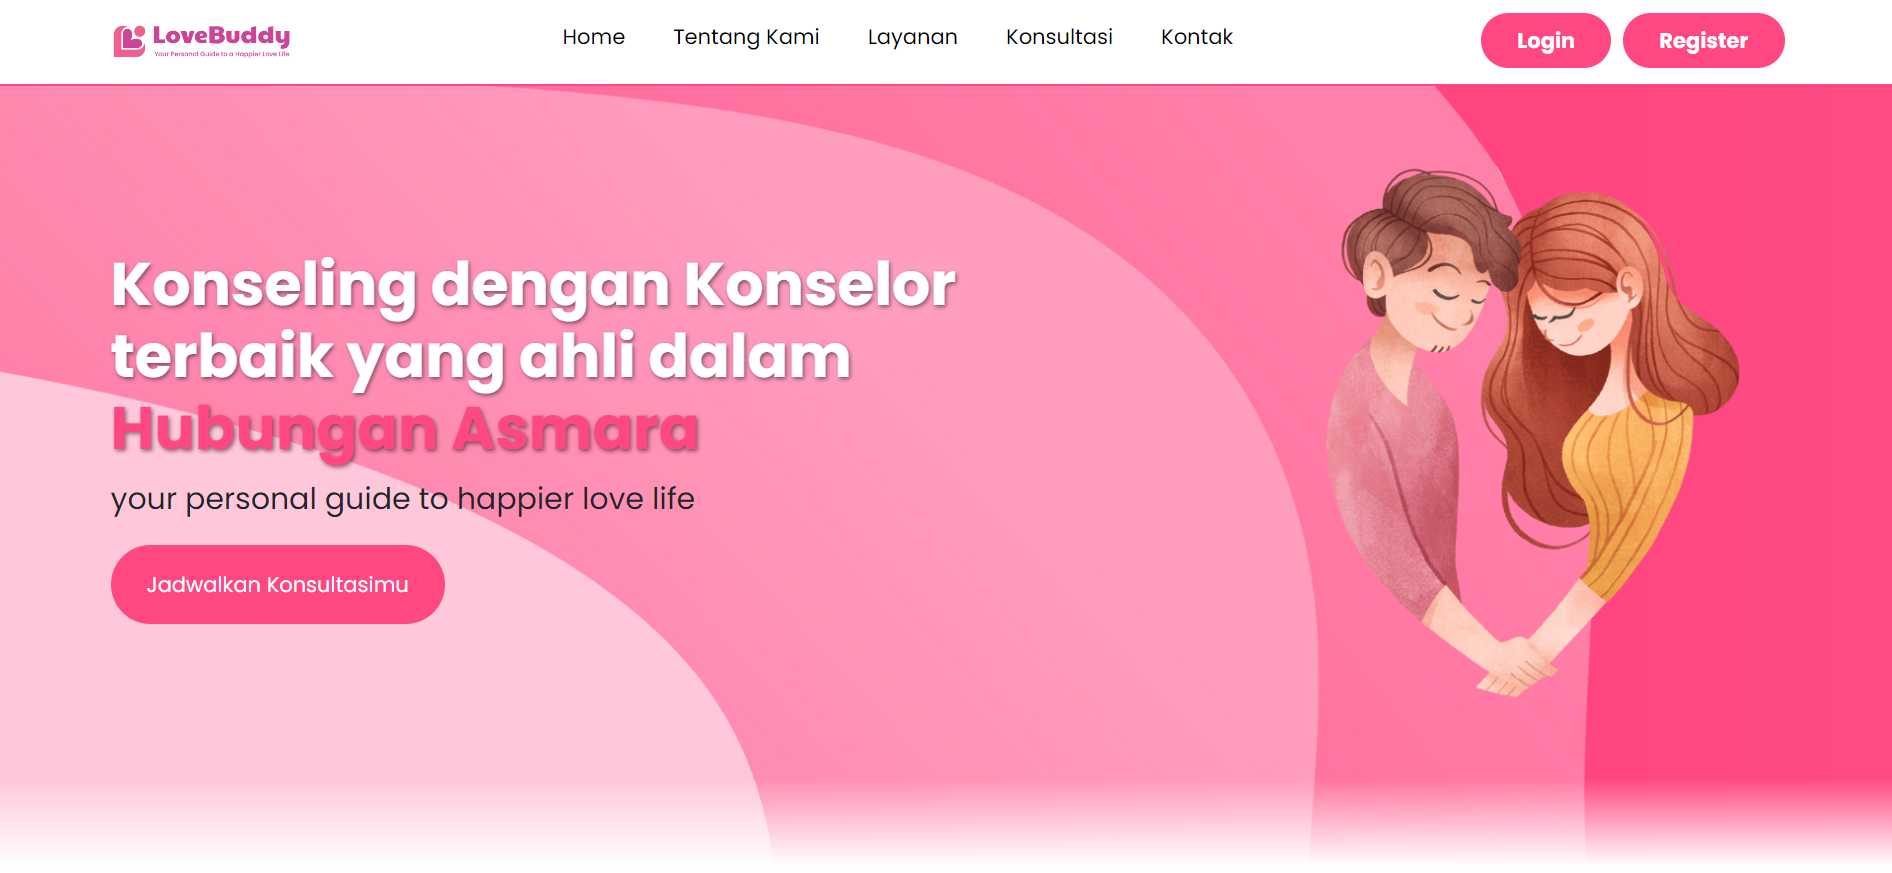 LoveBuddy
Your Personal Guide to a Happier Love Life
Home
Tentang Kami
Layanan
Konsultasi
Kontak
Login
Register
Konseling dengan Konselor
terbaik yang ahli dalam
Hubungan Asmara
your personal guide to happier love life
Jadwalkan Konsultasimu